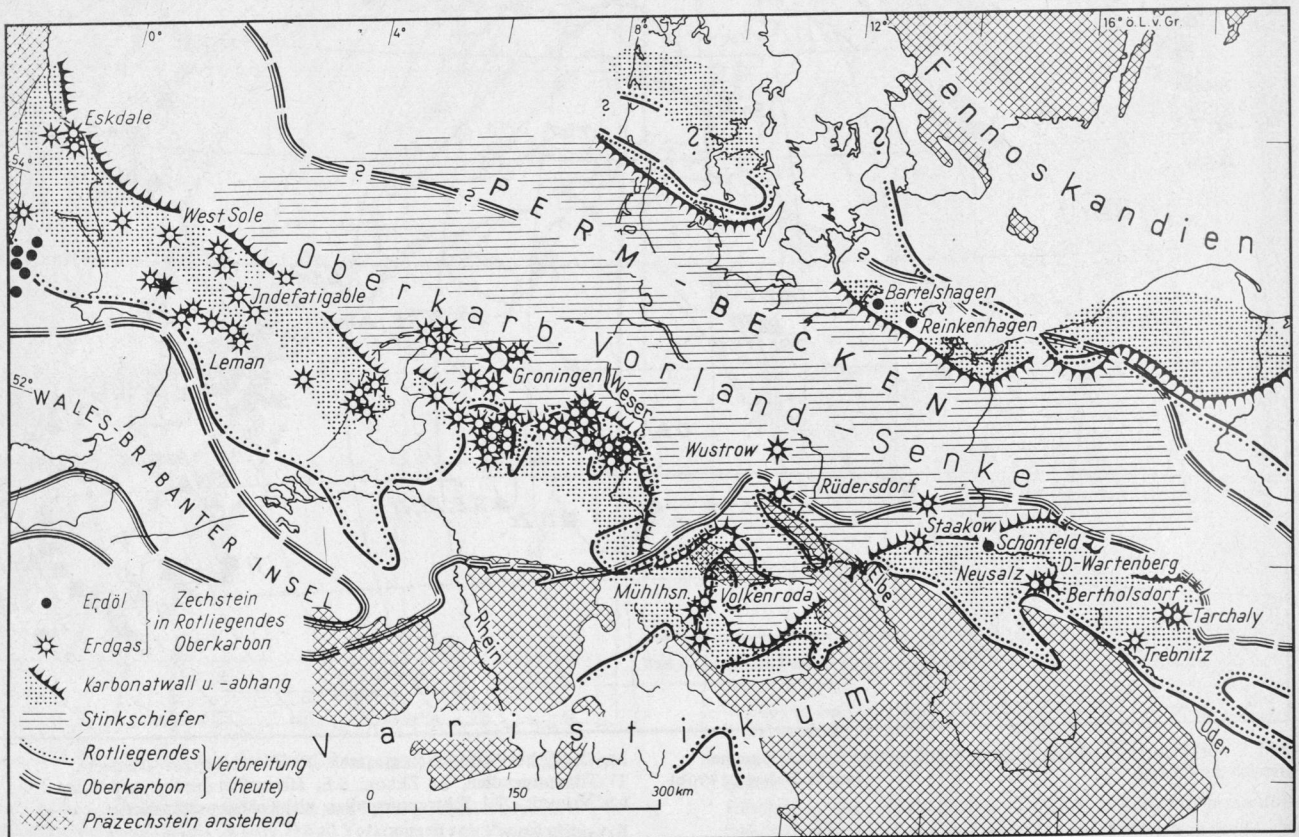 0° 4° 8° 12° 16° ö.L.v.Gr.
54°
52°
Eskdale
West Sole
Jndefatigable
Leman
Groningen
Weser
Fennoskandien
PERM-BECKEN
Oberkarb. Vorland-Senke
? ? ? ? ? ?
Bartelshagen
Reinkenhagen
WALES-BRABANTER INSEL
Wustrow
Rüdersdorf
Staakow
Schönfeld
D.-Wartenberg
Neusalz
Bertholsdorf
Tarchaly
Trebnitz
Mühlhsn.
Volkenroda
Elbe
Rhein
Oder
Varistikum
Erdöl
Erdgas
Zechstein
in Rotliegendes
Oberkarbon
Karbonatwall u. -abhang
Stinkschiefer
Rotliegendes
Oberkarbon
Verbreitung
(heute)
Präzechstein anstehend
0 150 300 km